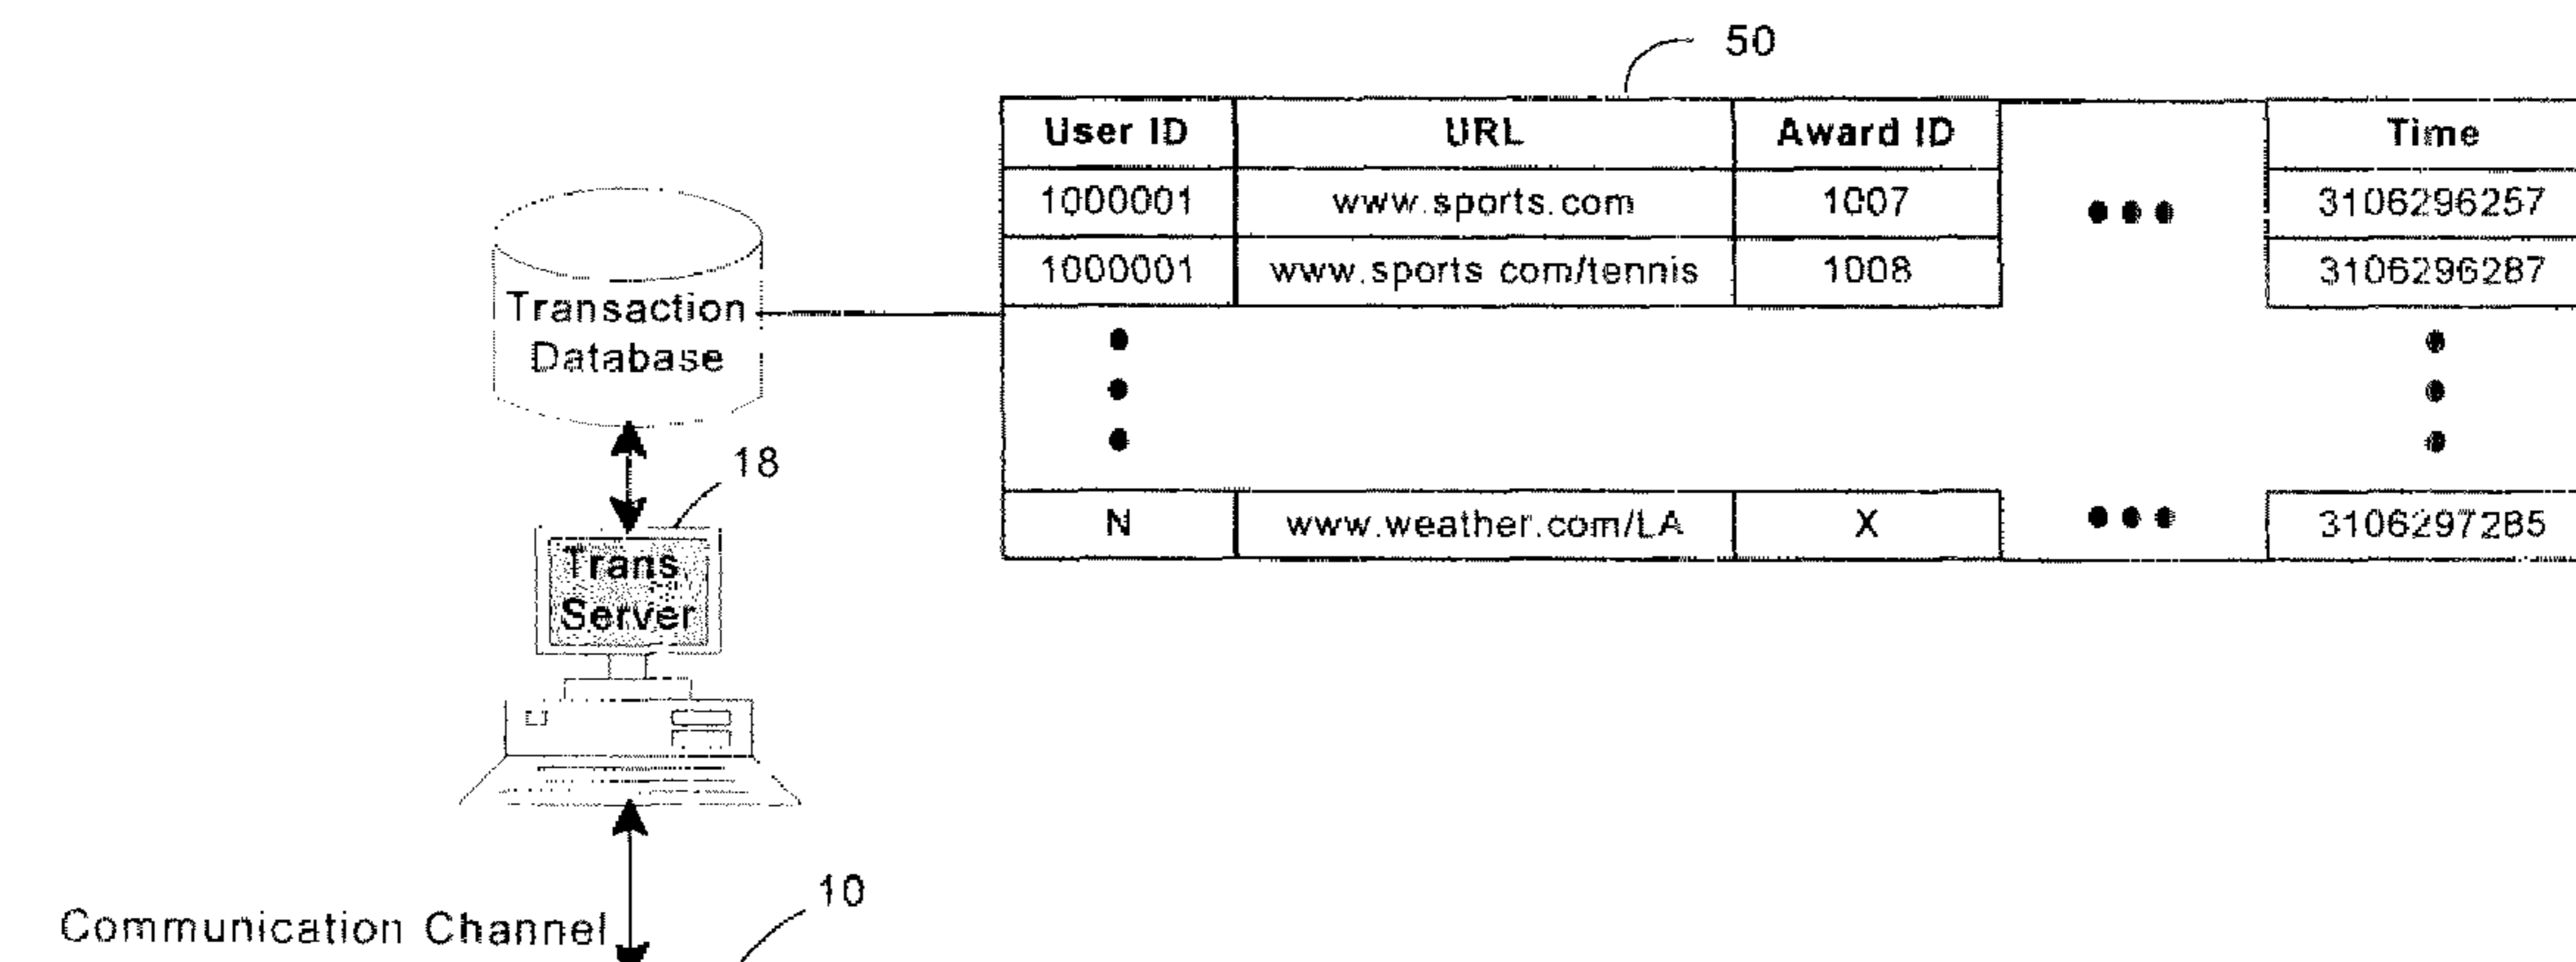 50
User ID URL Award ID Time
1000001 www.sports.com 1007 ••• 3106296257
1000001 www.sports com/tennis 1008 3106296287
N www.weather.com/LA X ••• 3106297285
Transaction
Database
18
Trans
Server
10
Communication Channel